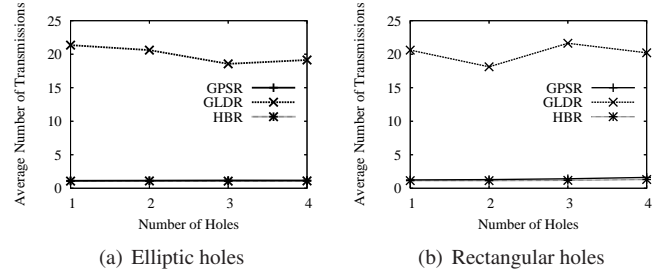 Average Number of Transmissions
25
20
15
10
5
0
GPSR
GLDR
HBR
1 2 3 4
Number of Holes
(a) Elliptic holes
Average Number of Transmissions
25
20
15
10
5
0
GPSR
GLDR
HBR
1 2 3 4
Number of Holes
(b) Rectangular holes